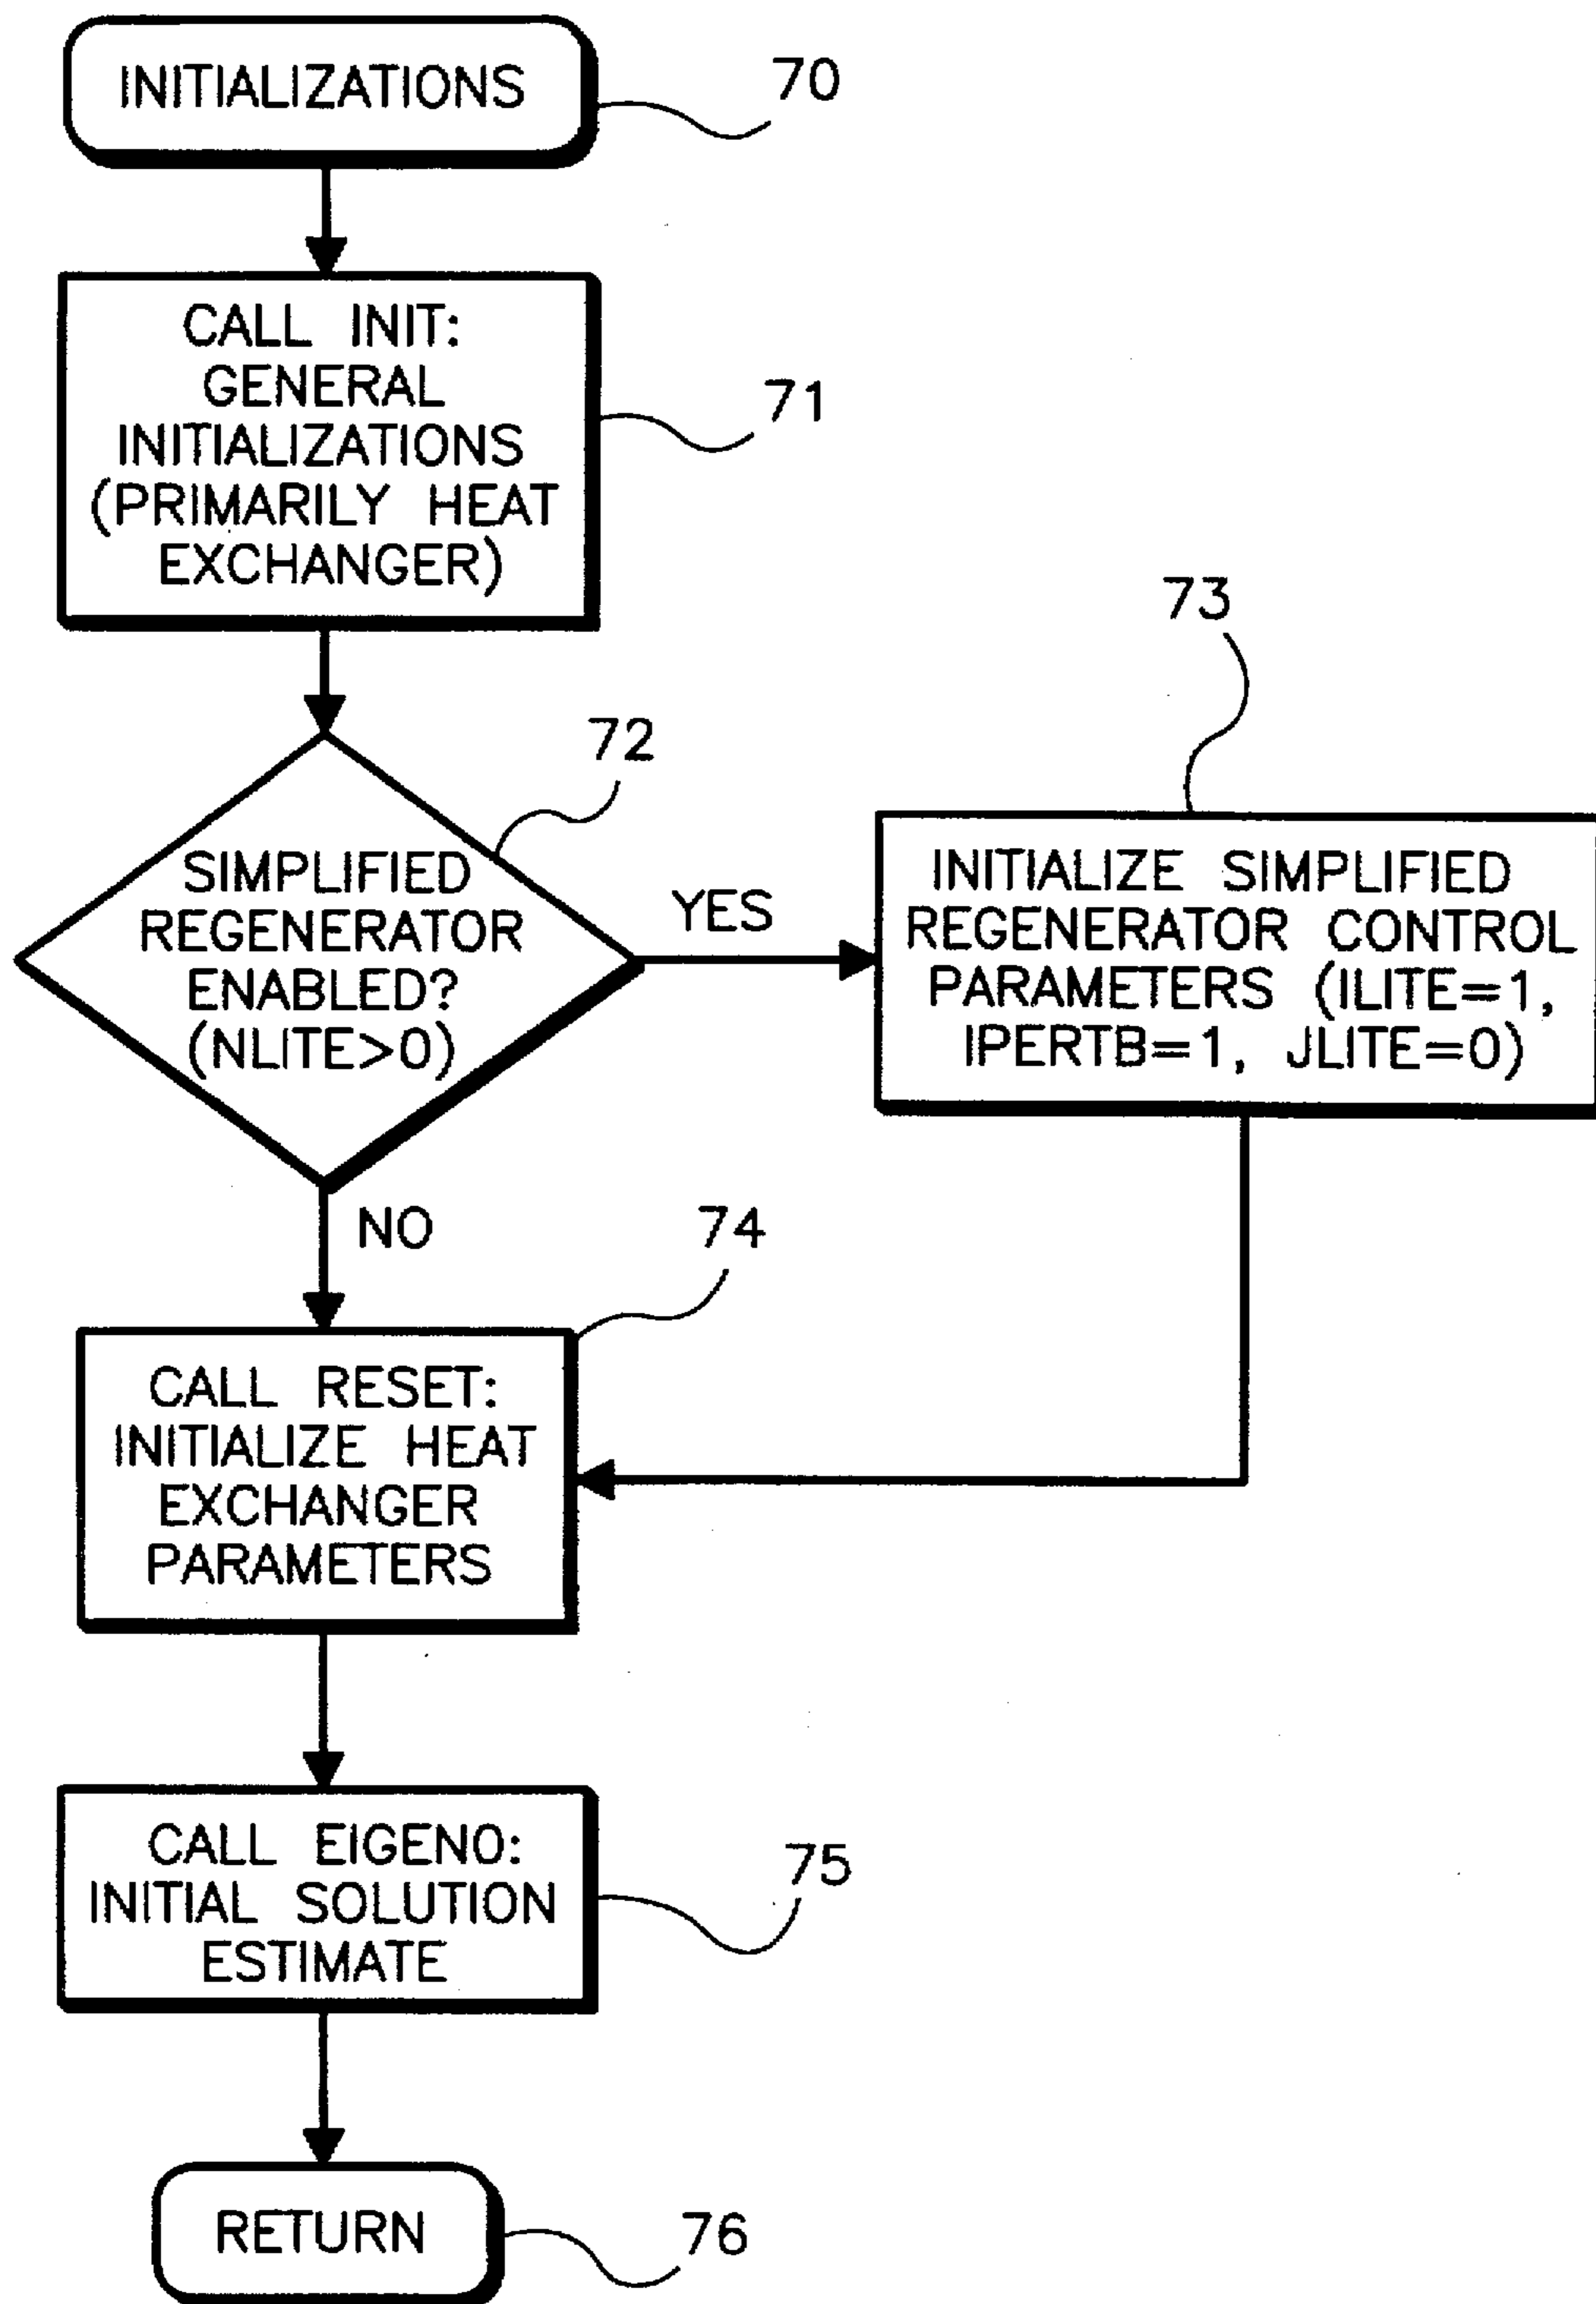 INITIALIZATIONS
70
CALL INIT:
GENERAL
INITIALIZATIONS
(PRIMARILY HEAT
EXCHANGER)
71
72
SIMPLIFIED
REGENERATOR
ENABLED?
(NLITE>0)
YES
73
INITIALIZE SIMPLIFIED
REGENERATOR CONTROL
PARAMETERS (ILITE=1,
IPERTB=1, JLITE=0)
NO
74
CALL RESET:
INITIALIZE HEAT
EXCHANGER
PARAMETERS
CALL EIGENO:
INITIAL SOLUTION
ESTIMATE
75
RETURN
76